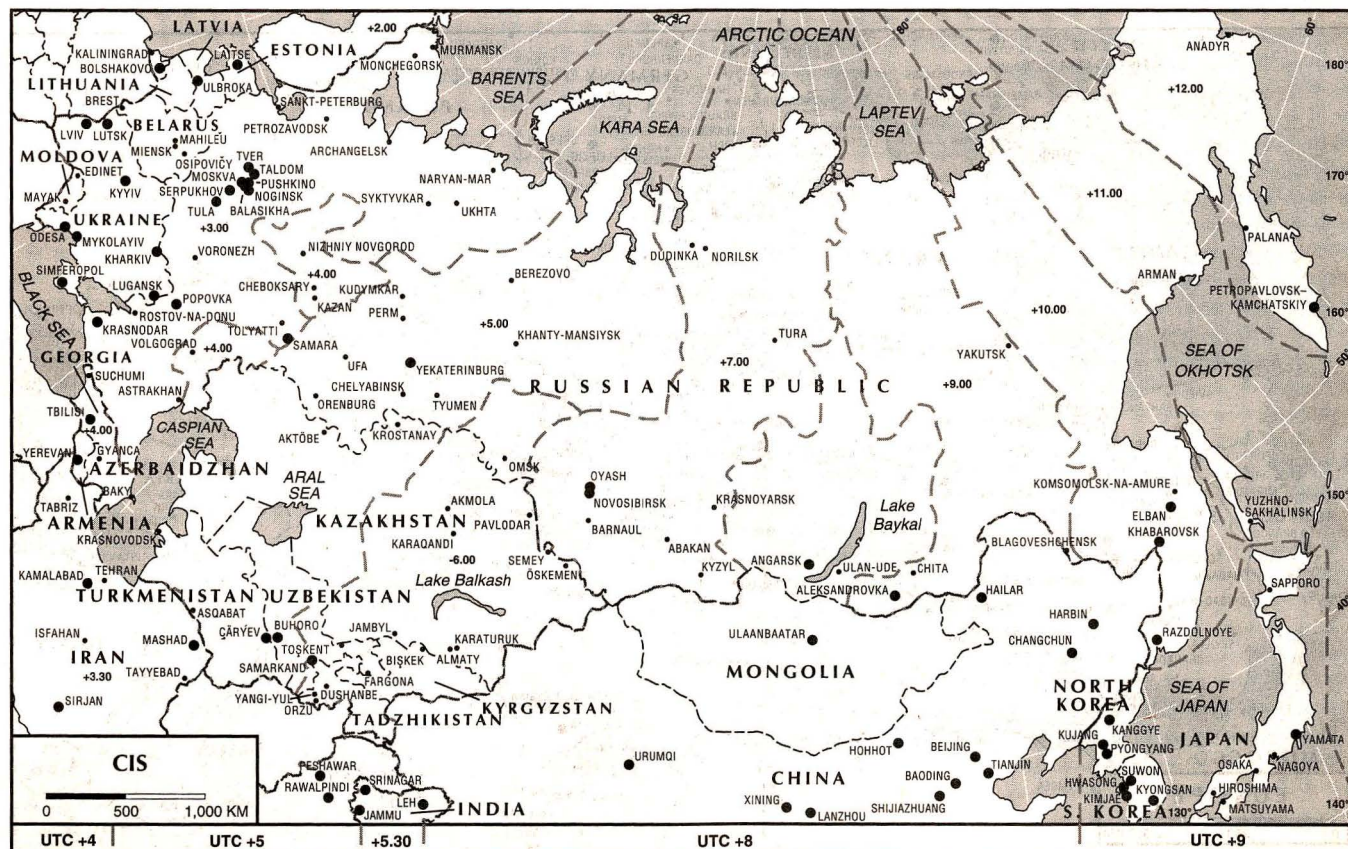 LATVIA
ESTONIA
+2.00
KALININGRAD
BOLSHAKOVO
LAITSE
MURMANSK
MONCHEGORSK
ARCTIC OCEAN
80°
60°
180°
ANADYR
+12.00
BARENTS
SEA
KARA SEA
LAPTEV
SEA
LITHUANIA
ULBROKA
BREST
SANKT-PETERBURG
LVIV
LUTSK
BELARUS
MAHILEU
PETROZAVODSK
ARCHANGELSK
MIENSK
OSIPOVIČY
MOLDOVA
EDINET
TVER
TALDOM
MOSKVA
PUSHKINO
SERPUKHOV
NOGINSK
KYYIV
MAYAK
TULA
BALASIKHA
NARYAN-MAR
SYKTYVKAR
UKHTA
+11.00
170°
UKRAINE
+3.00
ODESA
MYKOLAYIV
KHARKIV
VORONEZH
NIZHNIY NOVGOROD
DUDINKA
NORILSK
PALANA
SIMFEROPOL
BLACK SEA
LUGANSK
POPOVKA
ROSTOV-NA-DONU
CHEBOKSARY
+4.00
KAZAN
KUDYMKAR
PERM
BEREZOVO
ARMAN
PETROPAVLOVSK-
KAMCHATSKIY
160°
KRASNODAR
VOLGOGRAD
TOLYATTI
+4.00
SAMARA
+5.00
KHANTY-MANSIYSK
TURA
+10.00
YAKUTSK
50°
SEA OF
OKHOTSK
GEORGIA
SUCHUMI
ASTRAKHAN
UFA
YEKATERINBURG
CHELYABINSK
ORENBURG
TYUMEN
+7.00
RUSSIAN REPUBLIC
+9.00
TBILISI
+4.00
CASPIAN
SEA
AKTÖBE
KROSTANAY
YEREVAN
GYANCA
AZERBAIDZHAN
BAKY
ARAL
SEA
OMSK
OYASH
NOVOSIBIRSK
KRASNOYARSK
Lake
Baykal
KOMSOMOLSK-NA-AMURE
150°
TABRIZ
ARMENIA
KRASNOVODSK
KAZAKHSTAN
AKMOLA
PAVLODAR
KARAQANDI
BARNAUL
ABAKAN
KYZYL
ELBAN
KHABAROVSK
YUZHNO-
SAKHALINSK
BLAGOVESHCHENSK
KAMALABAD
TEHRAN
-6.00
SEMEY
ÖSKEMEN
Lake Balkash
ANGARSK
ULAN-UDE
CHITA
ALEKSANDROVKA
HAILAR
SAPPORO
40°
TURKMENISTAN
UZBEKISTAN
ASQABAT
HARBIN
ISFAHAN
MASHAD
ÇÄRYEV
BUHORO
JAMBYL
KARATURUK
TOŞKENT
BIŞKEK
ALMATY
ULAANBAATAR
CHANGCHUN
RAZDOLNOYE
IRAN
+3.30
TAYYEBAD
SAMARKAND
FARGONA
MONGOLIA
SIRJAN
YANGI-YUL
DUSHANBE
ORZU
KYRGYZSTAN
TADZHIKISTAN
NORTH
KOREA
SEA OF
JAPAN
KANGGYE
KUJANG
PYONGYANG
JAPAN
YAMATA
CIS
0
500
1,000 KM
PESHAWAR
RAWALPINDI
SRINAGAR
JAMMU
LEH
INDIA
URUMQI
CHINA
HOHHOT
BEIJING
TIANJIN
BAODING
SHIJIAZHUANG
XINING
LANZHOU
SUWON
HWASONG
KYONGSAN
KIMJAE
S. KOREA
130°
OSAKA
NAGOYA
HIROSHIMA
MATSUYAMA
140°
UTC +4
UTC +5
+5.30
UTC +8
UTC +9